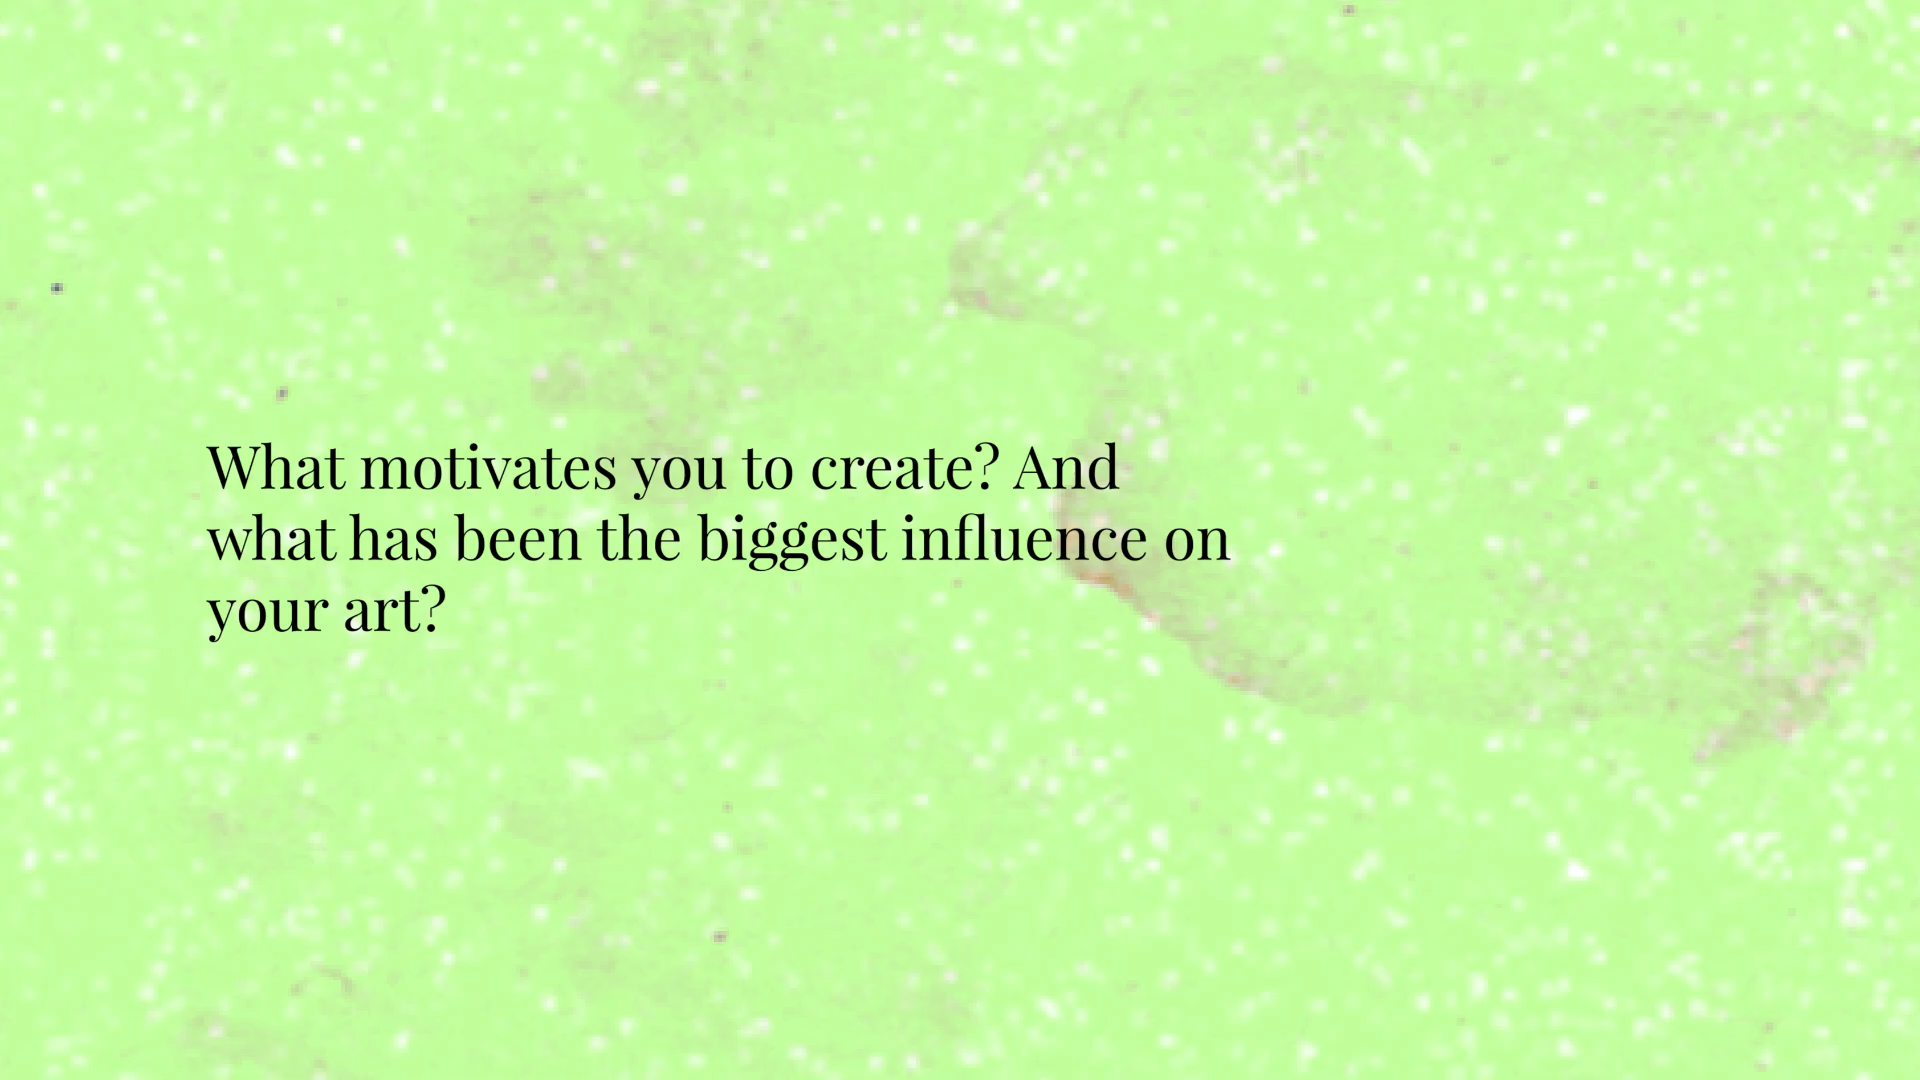 What motivates you to create? And
what has been the biggest influence on
your art?